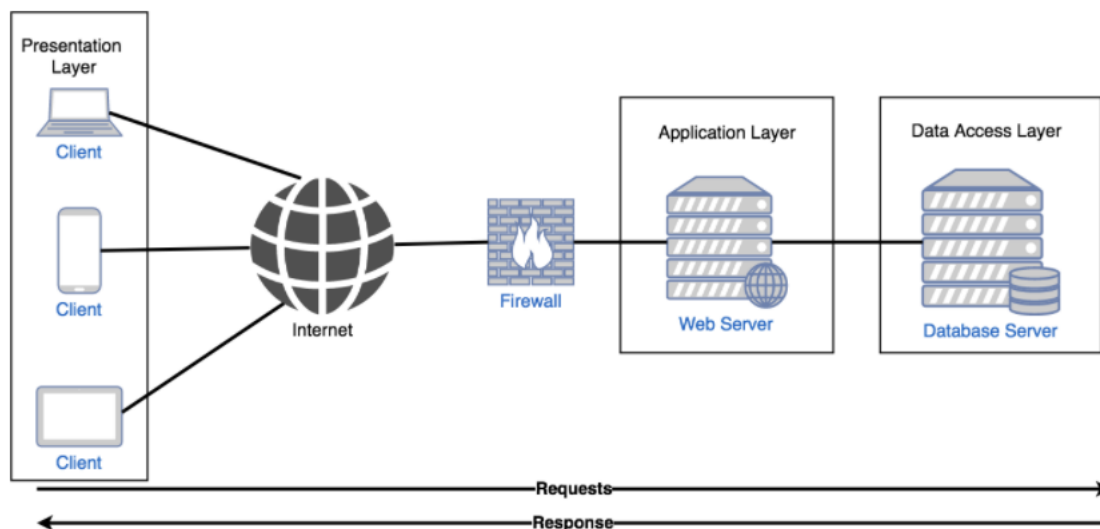 Presentation
Layer
Client
Client
Client
Internet
Firewall
Application Layer
Web Server
Data Access Layer
Database Server
Requests
Response